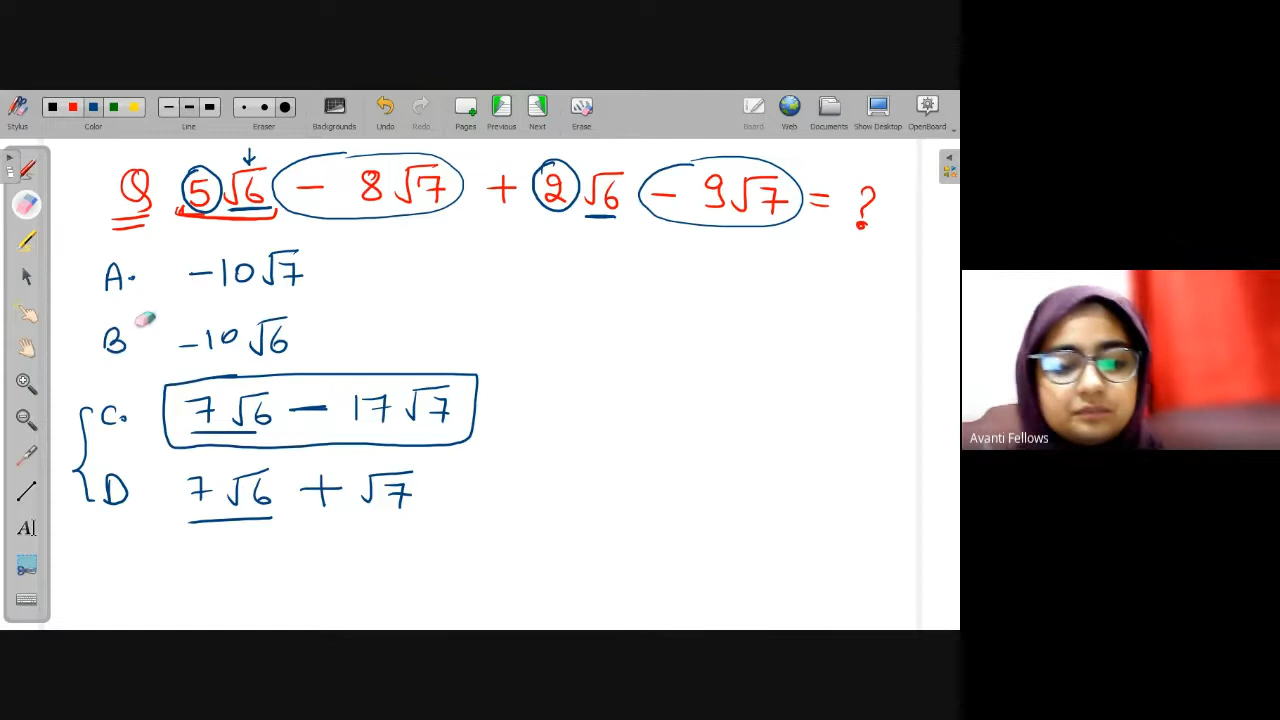 Stylus Color Line Eraser Backgrounds Undo Redo Pages Previous Next Erase Board Web Documents Show Desktop OpenBoard
Q 5√6 - 8√7 + 2√6 - 9√7 = ?
A. -10√7
B -10√6
C. 7√6 - 17√7
D 7√6 + √7
A
Avanti Fellows